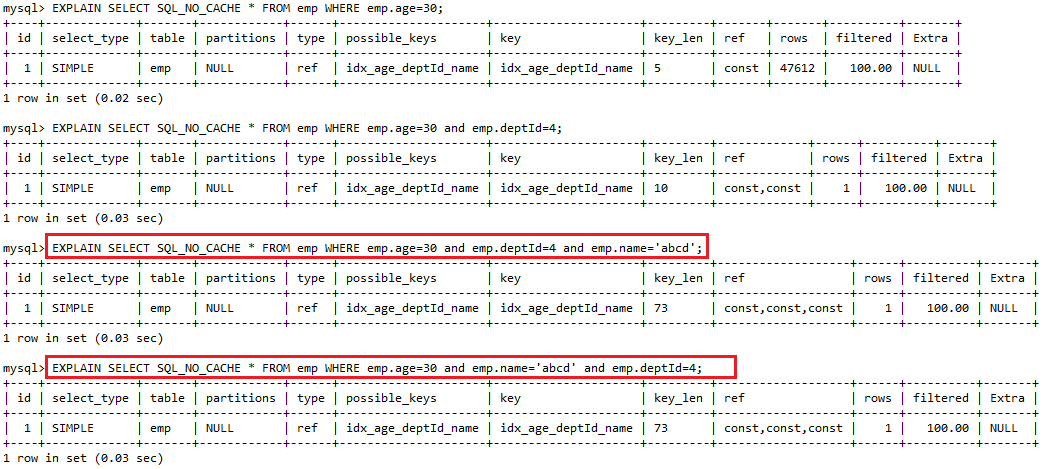 mysql> EXPLAIN SELECT SQL_NO_CACHE * FROM emp WHERE emp.age=30;
+----+-------------+-------+------------+------+-------------------+-------------------+---------+-------+-------+----------+-------+
| id | select_type | table | partitions | type | possible_keys     | key               | key_len | ref   | rows  | filtered | Extra |
+----+-------------+-------+------------+------+-------------------+-------------------+---------+-------+-------+----------+-------+
|  1 | SIMPLE      | emp   | NULL       | ref  | idx_age_deptId_name | idx_age_deptId_name | 5       | const | 47612 |   100.00 | NULL  |
+----+-------------+-------+------------+------+-------------------+-------------------+---------+-------+-------+----------+-------+
1 row in set (0.02 sec)
mysql> EXPLAIN SELECT SQL_NO_CACHE * FROM emp WHERE emp.age=30 and emp.deptId=4;
+----+-------------+-------+------------+------+---------------------+---------------------+---------+-------------+------+----------+-------+
| id | select_type | table | partitions | type | possible_keys       | key                 | key_len | ref         | rows | filtered | Extra |
+----+-------------+-------+------------+------+---------------------+---------------------+---------+-------------+------+----------+-------+
|  1 | SIMPLE      | emp   | NULL       | ref  | idx_age_deptId_name | idx_age_deptId_name | 10      | const,const |    1 |   100.00 | NULL  |
+----+-------------+-------+------------+------+---------------------+---------------------+---------+-------------+------+----------+-------+
1 row in set (0.03 sec)
mysql> EXPLAIN SELECT SQL_NO_CACHE * FROM emp WHERE emp.age=30 and emp.deptId=4 and emp.name='abcd';
+----+-------------+-------+------------+------+---------------------+---------------------+---------+-------------------+------+----------+-------+
| id | select_type | table | partitions | type | possible_keys       | key                 | key_len | ref               | rows | filtered | Extra |
+----+-------------+-------+------------+------+---------------------+---------------------+---------+-------------------+------+----------+-------+
|  1 | SIMPLE      | emp   | NULL       | ref  | idx_age_deptId_name | idx_age_deptId_name | 73      | const,const,const |    1 |   100.00 | NULL  |
+----+-------------+-------+------------+------+---------------------+---------------------+---------+-------------------+------+----------+-------+
1 row in set (0.03 sec)
mysql> EXPLAIN SELECT SQL_NO_CACHE * FROM emp WHERE emp.age=30 and emp.name='abcd' and emp.deptId=4;
+----+-------------+-------+------------+------+---------------------+---------------------+---------+-------------------+------+----------+-------+
| id | select_type | table | partitions | type | possible_keys       | key                 | key_len | ref               | rows | filtered | Extra |
+----+-------------+-------+------------+------+---------------------+---------------------+---------+-------------------+------+----------+-------+
|  1 | SIMPLE      | emp   | NULL       | ref  | idx_age_deptId_name | idx_age_deptId_name | 73      | const,const,const |    1 |   100.00 | NULL  |
+----+-------------+-------+------------+------+---------------------+---------------------+---------+-------------------+------+----------+-------+
1 row in set (0.03 sec)